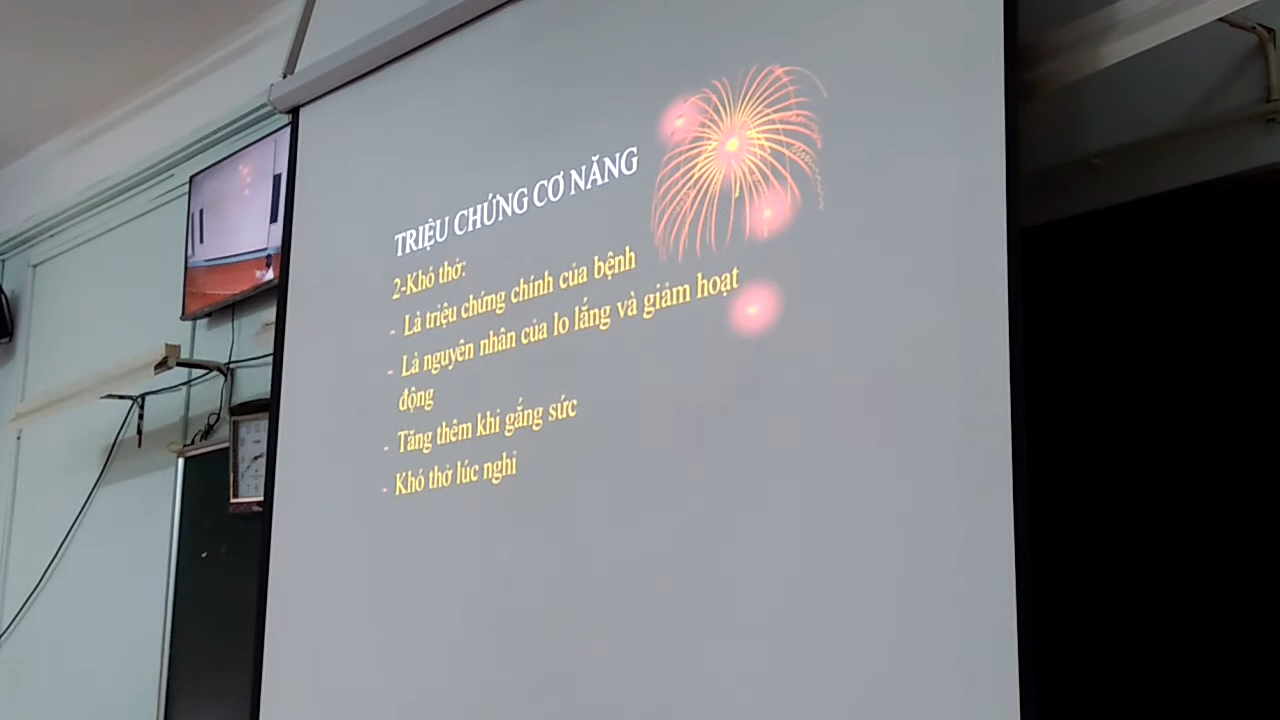 TRIỆU CHỨNG CƠ NĂNG
2-Khó thở:
- Là triệu chứng chính của bệnh
- Là nguyên nhân của lo lắng và giảm hoạt
động
- Tăng thêm khi gắng sức
- Khó thở lúc nghỉ